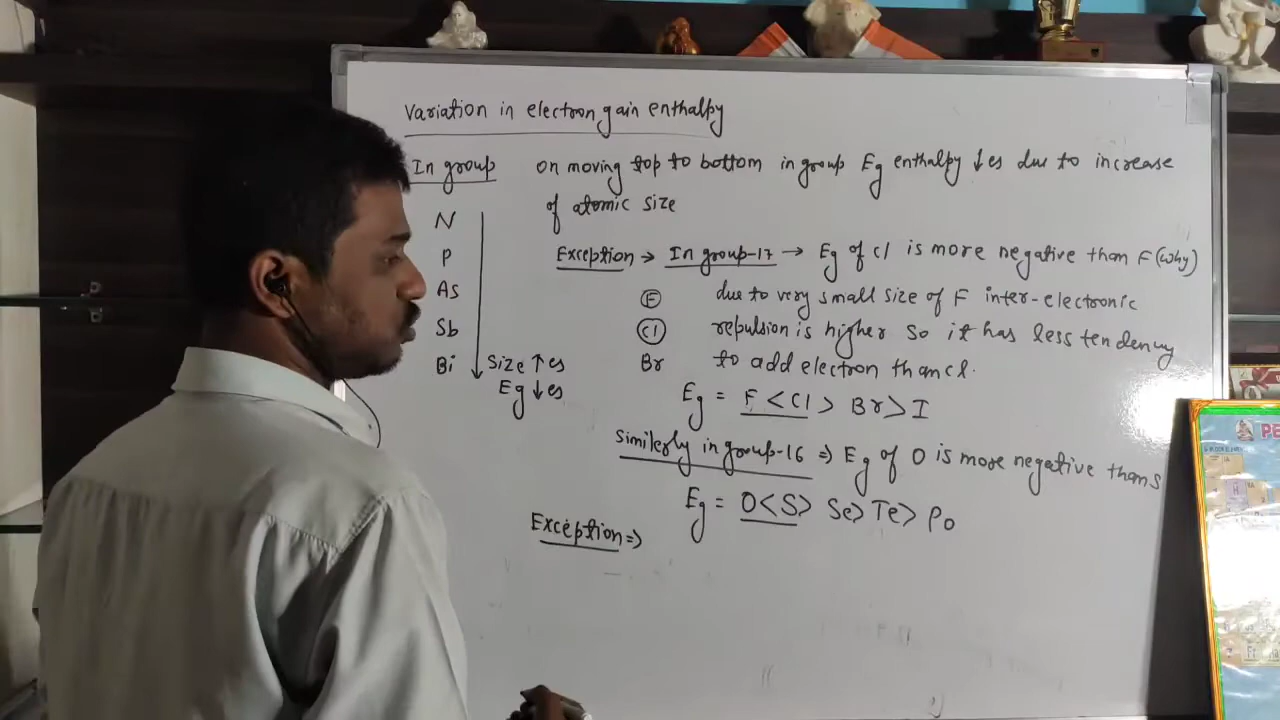 Variation in electron gain enthalpy
In group on moving top to bottom in group Eg enthalpy ↓es due to increase
of atomic size
N
P
As
Sb
Bi
Size ↑es
Eg ↓es
Exception → In group-17 → Eg of Cl is more negative than F (why)
F
Cl
Br
due to very small size of F inter-electronic
repulsion is higher so it has less tendency
to add electron than cl.
Eg = F < Cl > Br > I
Similerly in group-16 ⇒ Eg of O is more negative than S
Eg = O < S > Se > Te > Po
Exception ⇒
PE